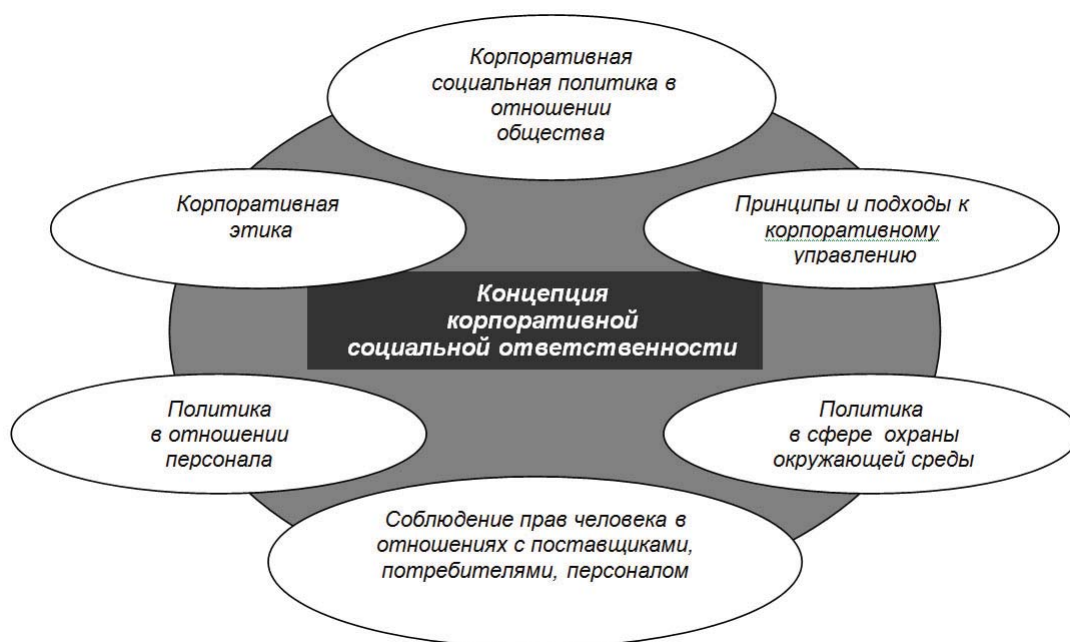 Корпоративная
социальная политика в
отношении
общества
Корпоративная
этика
Принципы и подходы к
корпоративному
управлению
Концепция
корпоративной
социальной ответственности
Политика
в отношении
персонала
Политика
в сфере охраны
окружающей среды
Соблюдение прав человека в
отношениях с поставщиками,
потребителями, персоналом